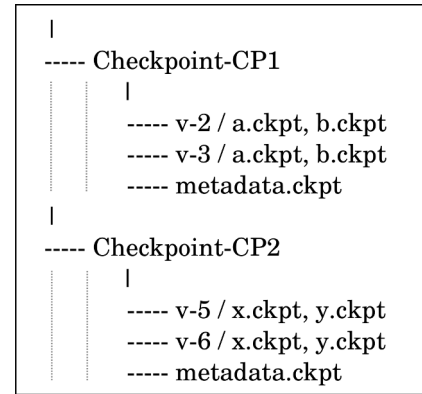 |
----- Checkpoint-CP1
|
----- v-2 / a.ckpt, b.ckpt
----- v-3 / a.ckpt, b.ckpt
----- metadata.ckpt
|
----- Checkpoint-CP2
|
----- v-5 / x.ckpt, y.ckpt
----- v-6 / x.ckpt, y.ckpt
----- metadata.ckpt